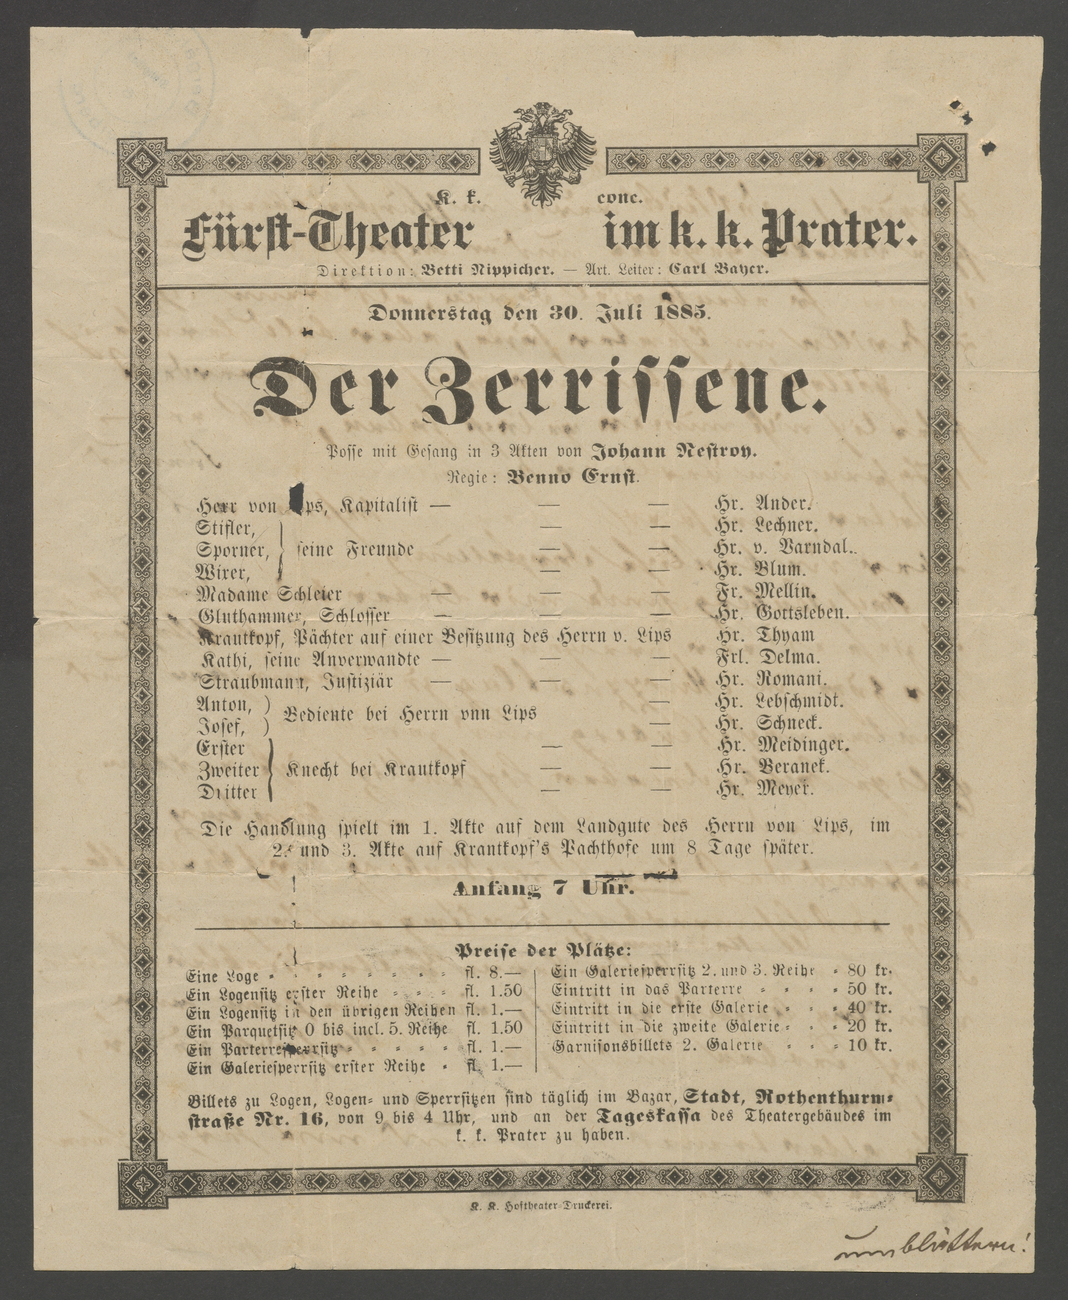 K. k. conc.
Fürst-Theater im k. k. Prater.
Direktion: Betti Nippicher. — Art. Leiter: Carl Bayer.
Donnerstag den 30. Juli 1885.
Der Zerrissene.
Posse mit Gesang in 3 Akten von Johann Nestroy.
Regie: Benno Ernst.
Herr von Lips, Kapitalist — — — Hr. Ander.
Stifler, — — Hr. Lechner.
Sporner, } seine Freunde — — Hr. v. Varndal.
Wixer, — — Hr. Blum.
Madame Schleier — — — Fr. Mellin.
Gluthammer, Schlosser — — — Hr. Gottsleben.
Krautkopf, Pächter auf einer Besitzung des Herrn v. Lips Hr. Thyam
Kathi, seine Anverwandte — — — Frl. Delma.
Straubmann, Justiziär — — — Hr. Romani.
Anton, ) — Hr. Lebschmidt.
Bediente bei Herrn vnn Lips
Josef, ) — Hr. Schneck.
Erster — — Hr. Meidinger.
Zweiter } Knecht bei Krautkopf — — Hr. Beranek.
Dritter — — Hr. Meyer.
Die Handlung spielt im 1. Akte auf dem Landgute des Herrn von Lips, im
2. und 3. Akte auf Krautkopf's Pachthofe um 8 Tage später.
Anfang 7 Uhr.
Preise der Plätze:
Eine Loge fl. 8.—
Ein Logensitz erster Reihe fl. 1.50
Ein Logensitz in den übrigen Reihen fl. 1.—
Ein Parquetsitz 0 bis incl. 5. Reihe fl. 1.50
Ein Parterresperrsitz fl. 1.—
Ein Galeriesperrsitz erster Reihe fl. 1.—
Ein Galeriesperrsitz 2. und 3. Reihe 80 kr.
Eintritt in das Parterre 50 kr.
Eintritt in die erste Galerie 40 kr.
Eintritt in die zweite Galerie 20 kr.
Garnisonsbillets 2. Galerie 10 kr.
Billets zu Logen, Logen- und Sperrsitzen sind täglich im Bazar, Stadt, Rothenthurm-
straße Nr. 16, von 9 bis 4 Uhr, und an der Tageskassa des Theatergebäudes im
k. k. Prater zu haben.
K. K. Hoftheater-Druckerei.
umblättern!